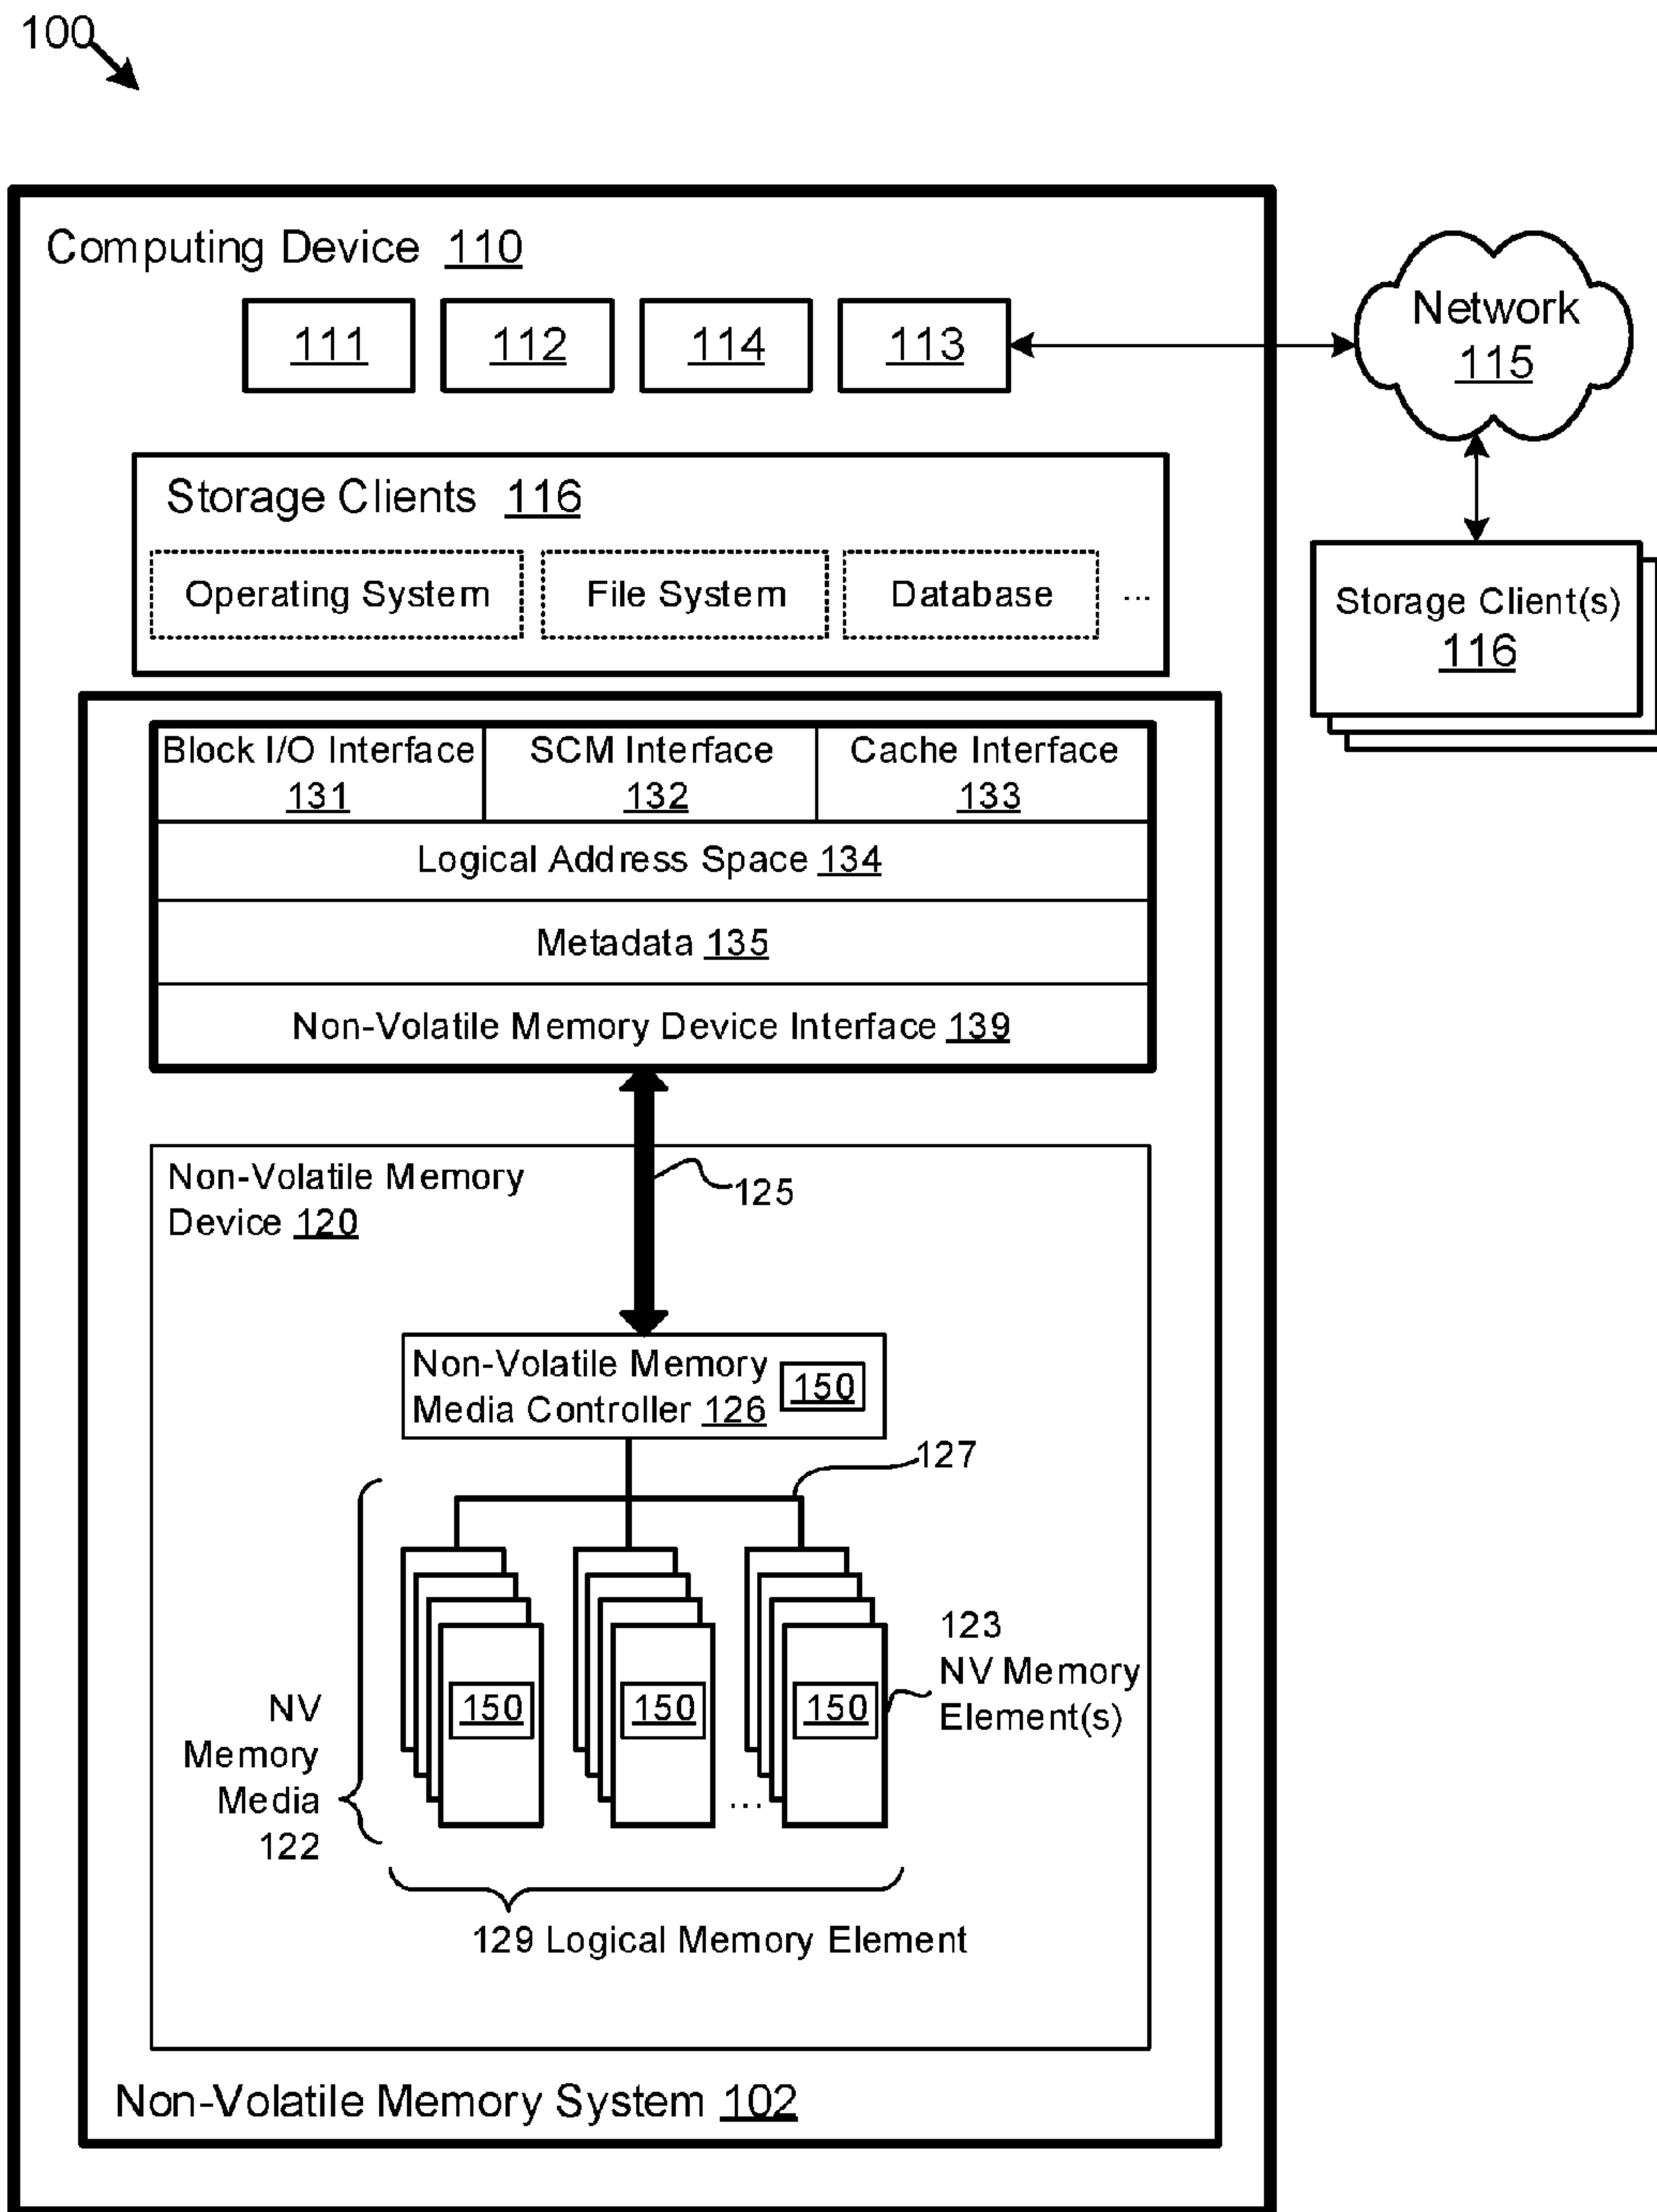 100
Computing Device 110
111 112 114 113
Network
115
Storage Clients 116
Operating System File System Database ...
Storage Client(s)
116
Block I/O Interface
131
SCM Interface
132
Cache Interface
133
Logical Address Space 134
Metadata 135
Non-Volatile Memory Device Interface 139
Non-Volatile Memory
Device 120
125
Non-Volatile Memory
Media Controller 126
150
127
150 150 ... 150
123
NV Memory
Element(s)
NV
Memory
Media
122
129 Logical Memory Element
Non-Volatile Memory System 102